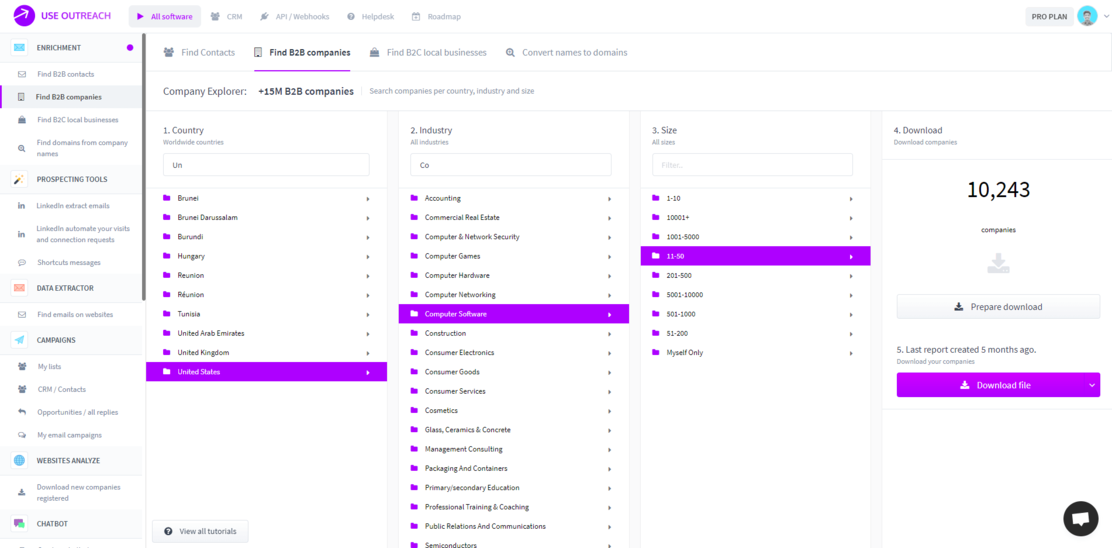 USE OUTREACH
All software
CRM
API / Webhooks
Helpdesk
Roadmap
PRO PLAN
ENRICHMENT
Find B2B contacts
Find B2B companies
Find B2C local businesses
Find domains from company
names
PROSPECTING TOOLS
LinkedIn extract emails
LinkedIn automate your visits
and connection requests
Shortcuts messages
DATA EXTRACTOR
Find emails on websites
CAMPAIGNS
My lists
CRM / Contacts
Opportunities / all replies
My email campaigns
WEBSITES ANALYZE
Download new companies
registered
CHATBOT
Find Contacts
Find B2B companies
Find B2C local businesses
Convert names to domains
Company Explorer:
+15M B2B companies
Search companies per country, industry and size
1. Country
Worldwide countries
Un
Brunei
Brunei Darussalam
Burundi
Hungary
Reunion
Réunion
Tunisia
United Arab Emirates
United Kingdom
United States
View all tutorials
2. Industry
All industries
Co
Accounting
Commercial Real Estate
Computer & Network Security
Computer Games
Computer Hardware
Computer Networking
Computer Software
Construction
Consumer Electronics
Consumer Goods
Consumer Services
Cosmetics
Glass, Ceramics & Concrete
Management Consulting
Packaging And Containers
Primary/secondary Education
Professional Training & Coaching
Public Relations And Communications
Semiconductors
3. Size
All sizes
Filter..
1-10
10001+
1001-5000
11-50
201-500
5001-10000
501-1000
51-200
Myself Only
4. Download
Download companies
10,243
companies
Prepare download
5. Last report created 5 months ago.
Download your companies
Download file